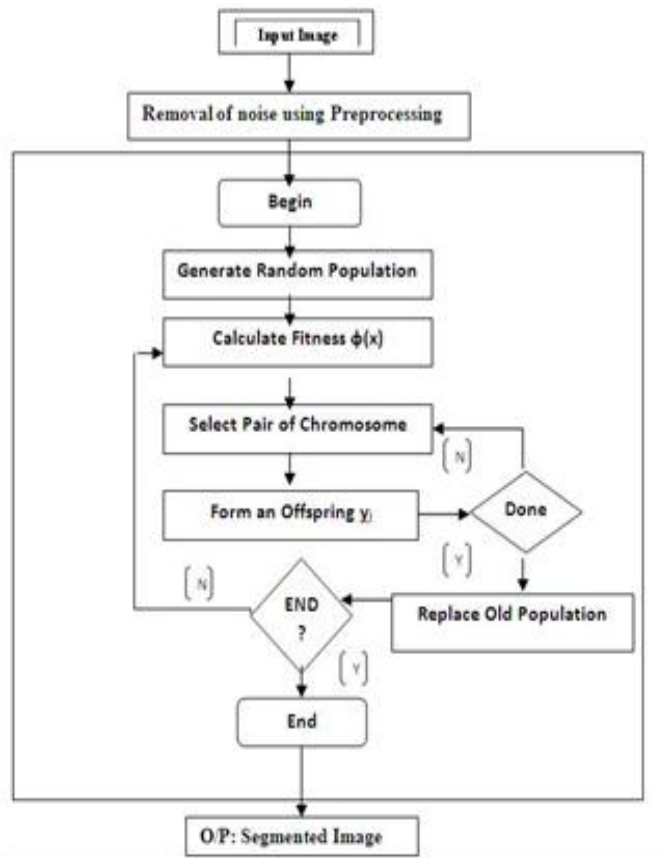 Input Image
Removal of noise using Preprocessing
Begin
Generate Random Population
Calculate Fitness ϕ(x)
Select Pair of Chromosome
(N)
Form an Offspring yⱼ
Done
(Y)
(N)
END
?
Replace Old Population
(Y)
End
O/P: Segmented Image